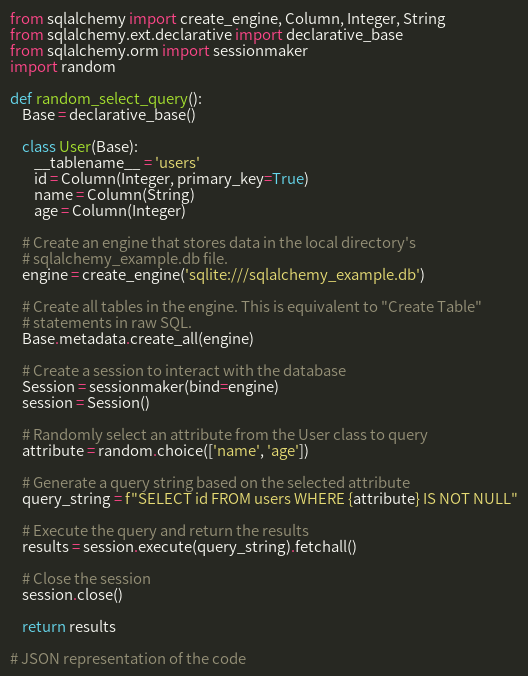 from sqlalchemy import create_engine, Column, Integer, String
from sqlalchemy.ext.declarative import declarative_base
from sqlalchemy.orm import sessionmaker
import random

def random_select_query():
    Base = declarative_base()

    class User(Base):
        __tablename__ = 'users'
        id = Column(Integer, primary_key=True)
        name = Column(String)
        age = Column(Integer)

    # Create an engine that stores data in the local directory's
    # sqlalchemy_example.db file.
    engine = create_engine('sqlite:///sqlalchemy_example.db')

    # Create all tables in the engine. This is equivalent to "Create Table"
    # statements in raw SQL.
    Base.metadata.create_all(engine)

    # Create a session to interact with the database
    Session = sessionmaker(bind=engine)
    session = Session()

    # Randomly select an attribute from the User class to query
    attribute = random.choice(['name', 'age'])

    # Generate a query string based on the selected attribute
    query_string = f"SELECT id FROM users WHERE {attribute} IS NOT NULL"

    # Execute the query and return the results
    results = session.execute(query_string).fetchall()

    # Close the session
    session.close()

    return results

# JSON representation of the code